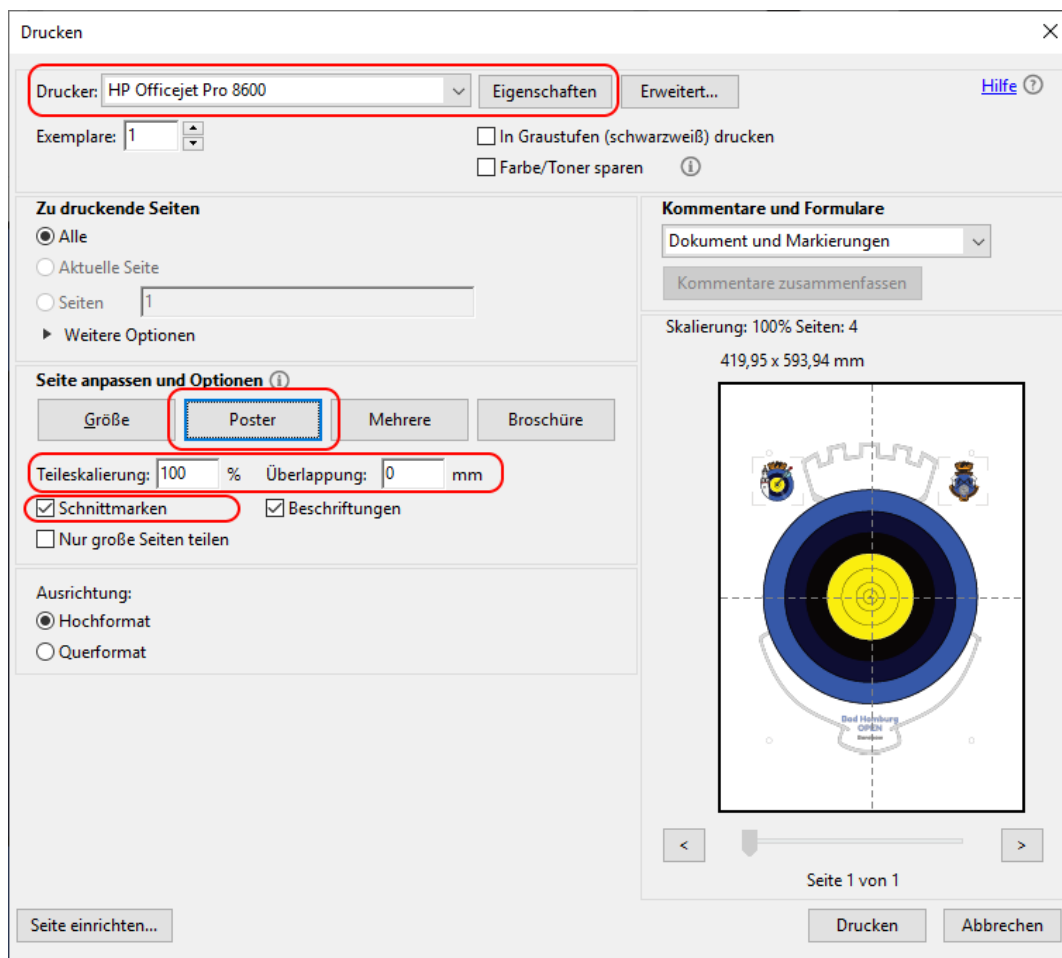 Drucken
Drucker: HP Officejet Pro 8600 Eigenschaften Erweitert... Hilfe
Exemplare: 1 In Graustufen (schwarzweiß) drucken
Farbe/Toner sparen
Zu druckende Seiten
Alle
Aktuelle Seite
Seiten 1
Weitere Optionen
Kommentare und Formulare
Dokument und Markierungen
Kommentare zusammenfassen
Seite anpassen und Optionen
Größe Poster Mehrere Broschüre
Teileskalierung: 100 % Überlappung: 0 mm
Schnittmarken Beschriftungen
Nur große Seiten teilen
Ausrichtung:
Hochformat
Querformat
Skalierung: 100% Seiten: 4
419,95 x 593,94 mm
Bad Homburg
OPEN
Barebow
< >
Seite 1 von 1
Seite einrichten... Drucken Abbrechen